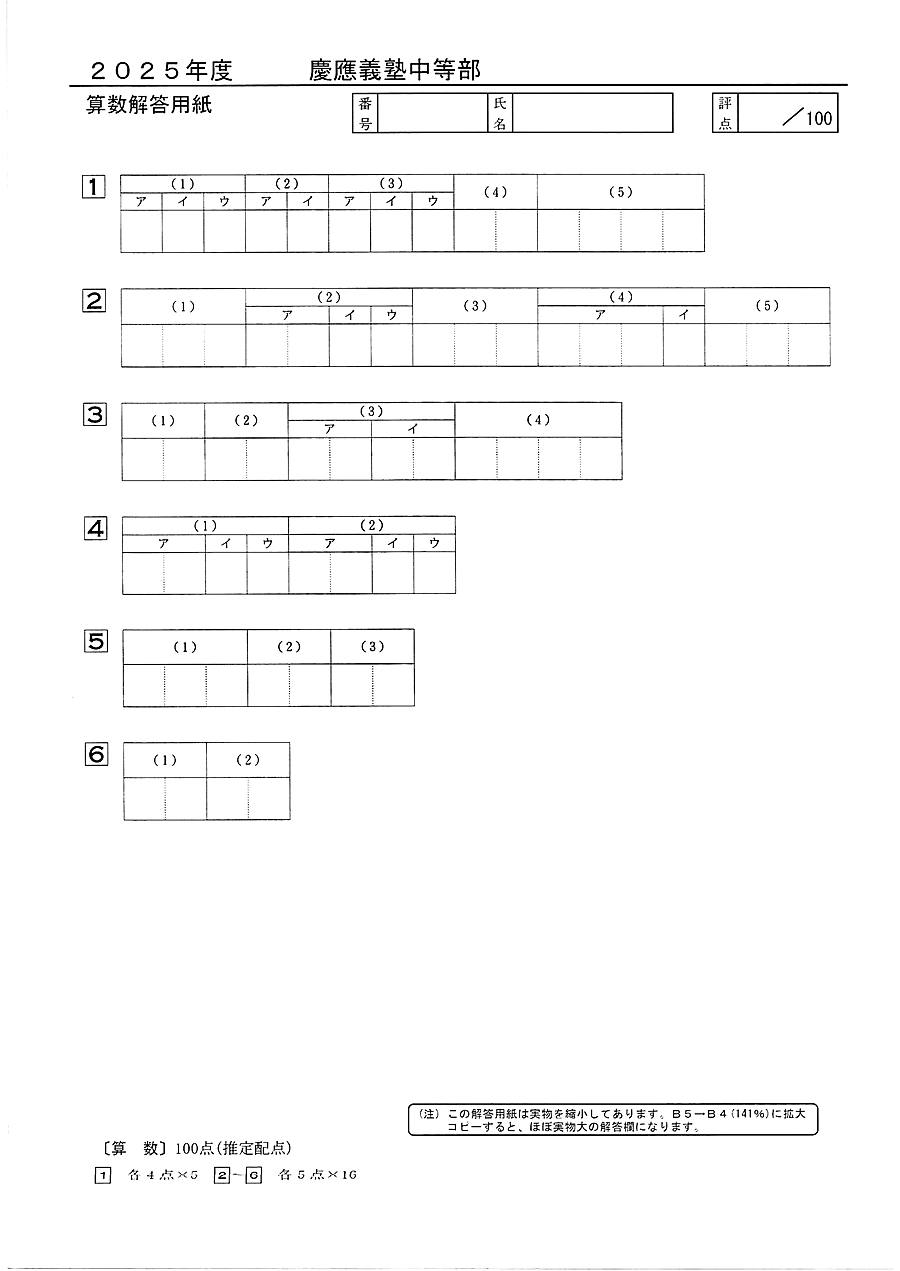 2025年度 慶應義塾中等部
算数解答用紙 番号 氏名 評点 /100
1 (1) (2) (3) (4) (5)
ア イ ウ ア イ ア イ ウ
2 (1) (2) (3) (4) (5)
ア イ ウ ア イ
3 (1) (2) (3) (4)
ア イ
4 (1) (2)
ア イ ウ ア イ ウ
5 (1) (2) (3)
6 (1) (2)
(注) この解答用紙は実物を縮小してあります。B5→B4(141%)に拡大
コピーすると、ほぼ実物大の解答欄になります。
〔算 数〕100点(推定配点)
1 各4点×5 2~6 各5点×16